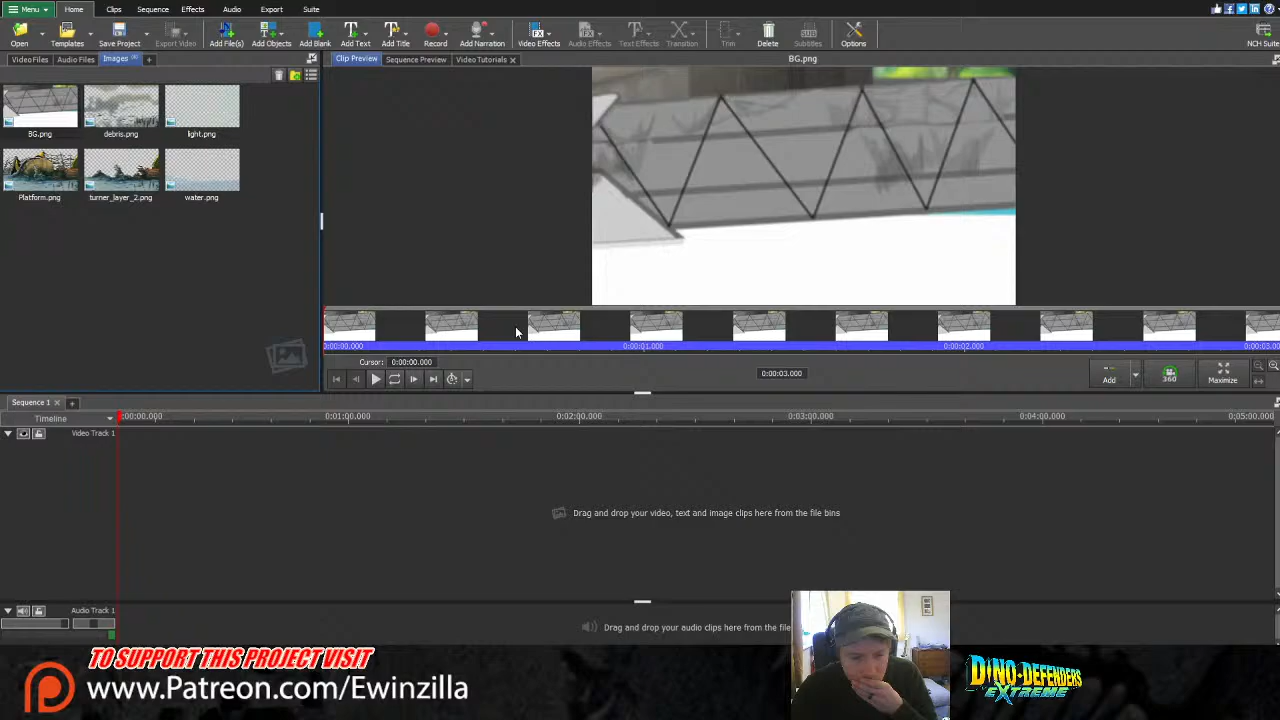 Menu Home Clips Sequence Effects Audio Export Suite
Open Templates Save Project Export Video Add File(s) Add Objects Add Blank Add Text Add Title Record Add Narration Video Effects Audio Effects Text Effects Transition Trim Delete Subtitles Options NCH Suite
Video Files Audio Files Images
Clip Preview Sequence Preview Video Tutorials
BG.png
BG.png debris.png light.png
Platform.png turner_layer_2.png water.png
0:00:00.000 0:00:01.000 0:00:02.000 0:00:03.000
Cursor: 0:00:00.000
0:00:03.000
Add 360 Maximize
Sequence 1
Timeline 0:00:00.000 0:01:00.000 0:02:00.000 0:03:00.000 0:04:00.000 0:05:00.000
Video Track 1
Drag and drop your video, text and image clips here from the file bins
Audio Track 1
Drag and drop your audio clips here from the file
TO SUPPORT THIS PROJECT VISIT
www.Patreon.com/Ewinzilla
DINO-DEFENDERS
EXTREME